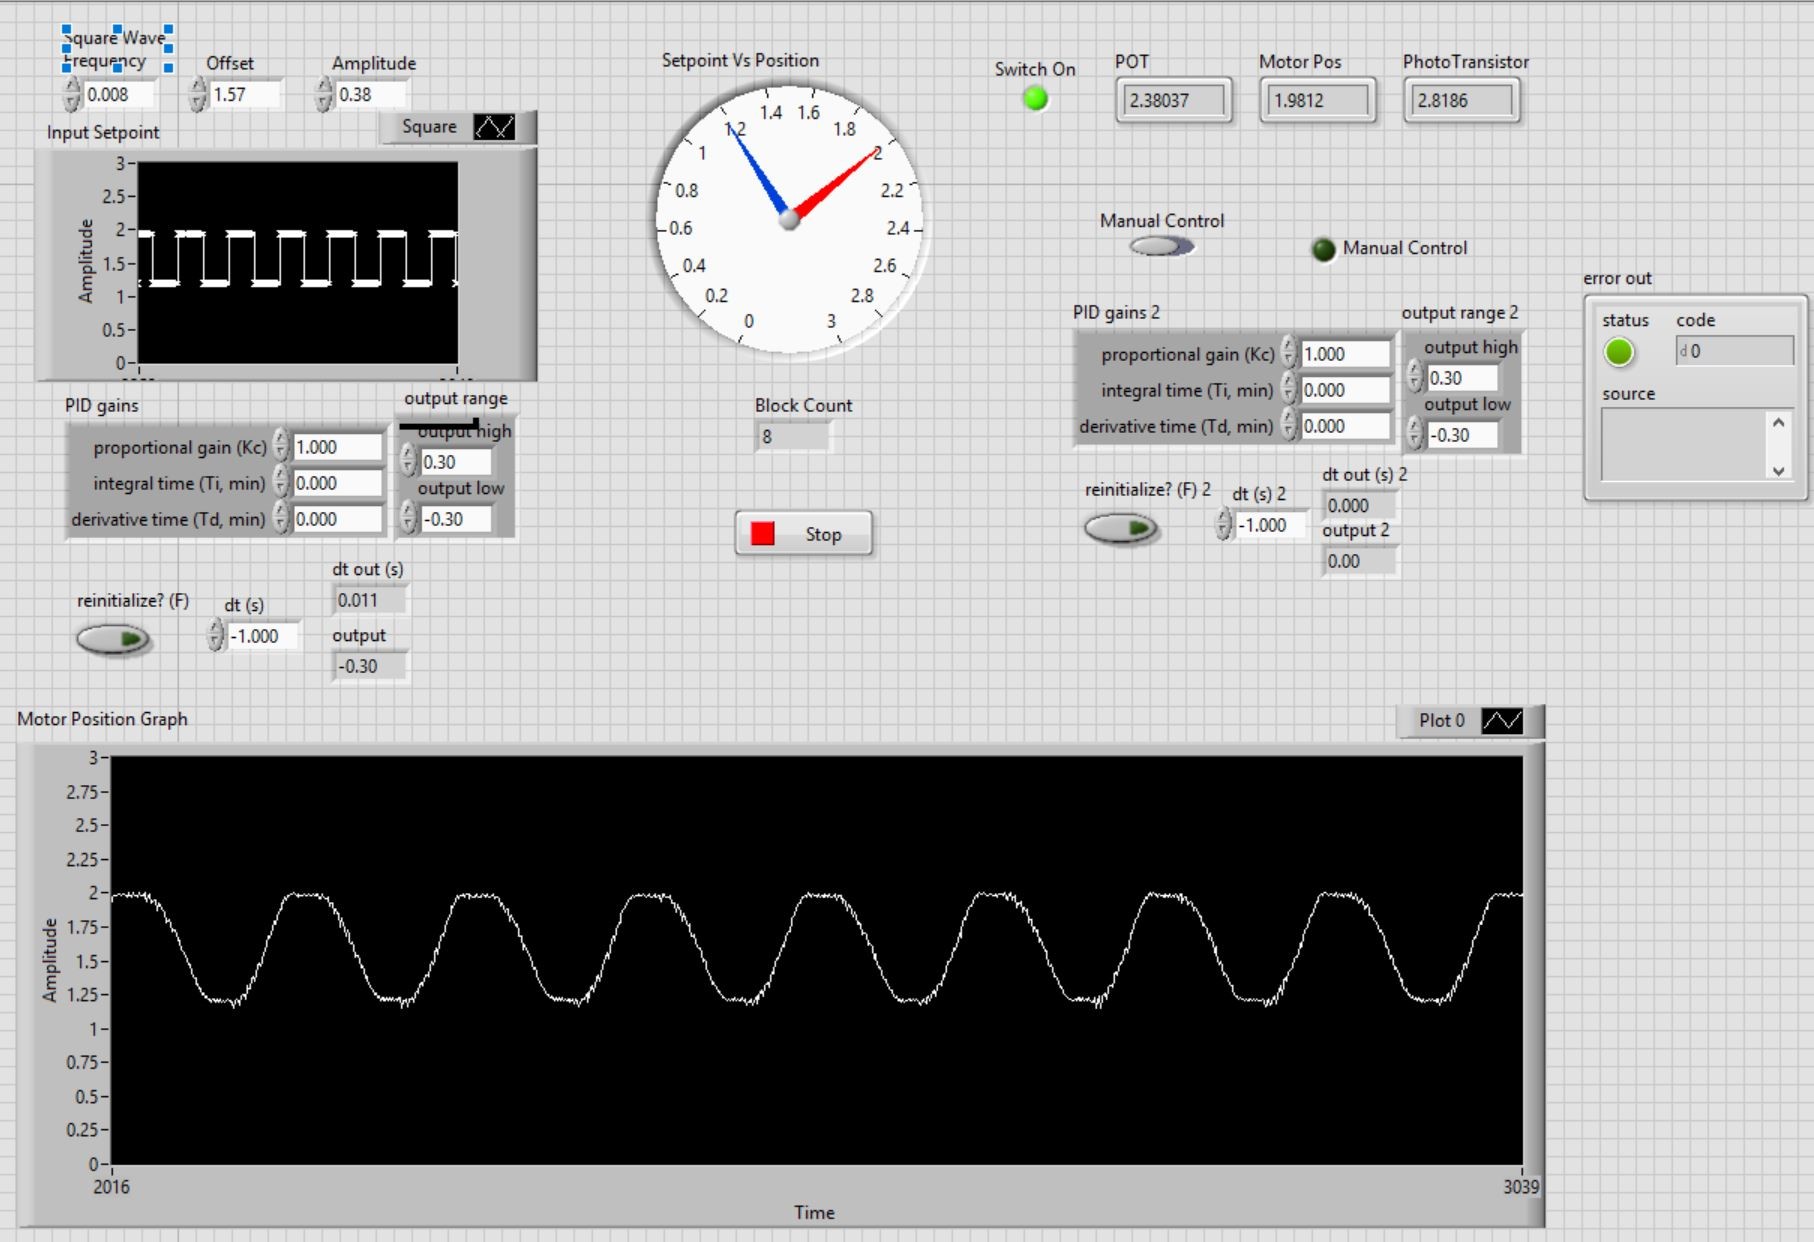 Square Wave
Frequency
Offset
Amplitude
0.008
1.57
0.38
Input Setpoint
Square
Amplitude
3
2.5
2
1.5
1
0.5
0
PID gains
proportional gain (Kc)
1.000
integral time (Ti, min)
0.000
derivative time (Td, min)
0.000
output range
output high
0.30
output low
-0.30
reinitialize? (F)
dt (s)
-1.000
dt out (s)
0.011
output
-0.30
Setpoint Vs Position
0
0.2
0.4
0.6
0.8
1
1.2
1.4
1.6
1.8
2
2.2
2.4
2.6
2.8
3
Block Count
8
Stop
Switch On
POT
2.38037
Motor Pos
1.9812
PhotoTransistor
2.8186
Manual Control
Manual Control
PID gains 2
proportional gain (Kc)
1.000
integral time (Ti, min)
0.000
derivative time (Td, min)
0.000
output range 2
output high
0.30
output low
-0.30
reinitialize? (F) 2
dt (s) 2
-1.000
dt out (s) 2
0.000
output 2
0.00
error out
status
code
d 0
source
Motor Position Graph
Plot 0
Amplitude
3
2.75
2.5
2.25
2
1.75
1.5
1.25
1
0.75
0.5
0.25
0
2016
3039
Time